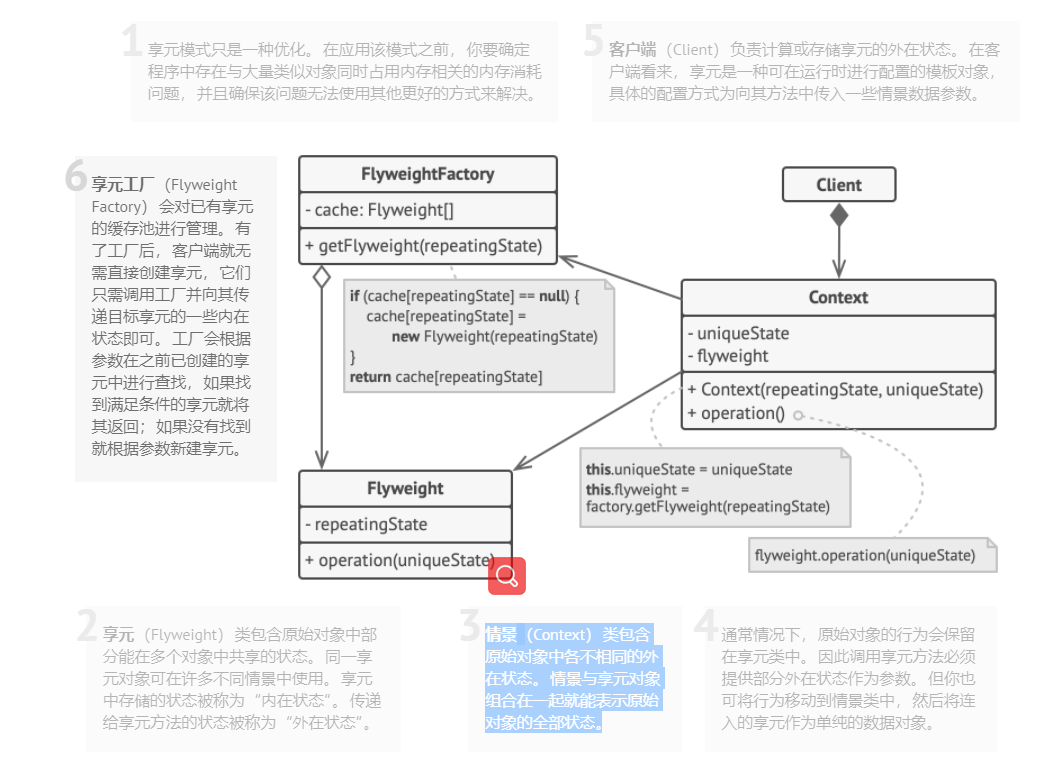 1
享元模式只是一种优化。在应用该模式之前，你要确定
程序中存在与大量类似对象同时占用内存相关的内存消耗
问题，并且确保该问题无法使用其他更好的方式来解决。
5
客户端（Client）负责计算或存储享元的外在状态。在客
户端看来，享元是一种可在运行时进行配置的模板对象，
具体的配置方式为向其方法中传入一些情景数据参数。
6
享元工厂（Flyweight
Factory）会对已有享元
的缓存池进行管理。有
了工厂后，客户端就无
需直接创建享元，它们
只需调用工厂并向其传
递目标享元的一些内在
状态即可。工厂会根据
参数在之前已创建的享
元中进行查找，如果找
到满足条件的享元就将
其返回；如果没有找到
就根据参数新建享元。
FlyweightFactory
- cache: Flyweight[]
+ getFlyweight(repeatingState)
if (cache[repeatingState] == null) {
cache[repeatingState] =
new Flyweight(repeatingState)
}
return cache[repeatingState]
Client
Context
- uniqueState
- flyweight
+ Context(repeatingState, uniqueState)
+ operation()
this.uniqueState = uniqueState
this.flyweight =
factory.getFlyweight(repeatingState)
flyweight.operation(uniqueState)
Flyweight
- repeatingState
+ operation(uniqueState)
2
享元（Flyweight）类包含原始对象中部
分能在多个对象中共享的状态。同一享
元对象可在许多不同情景中使用。享元
中存储的状态被称为“内在状态”。传递
给享元方法的状态被称为“外在状态”。
3
情景（Context）类包含
原始对象中各不相同的外
在状态。情景与享元对象
组合在一起就能表示原始
对象的全部状态。
4
通常情况下，原始对象的行为会保留
在享元类中。因此调用享元方法必须
提供部分外在状态作为参数。但你也
可将行为移动到情景类中，然后将连
入的享元作为单纯的数据对象。